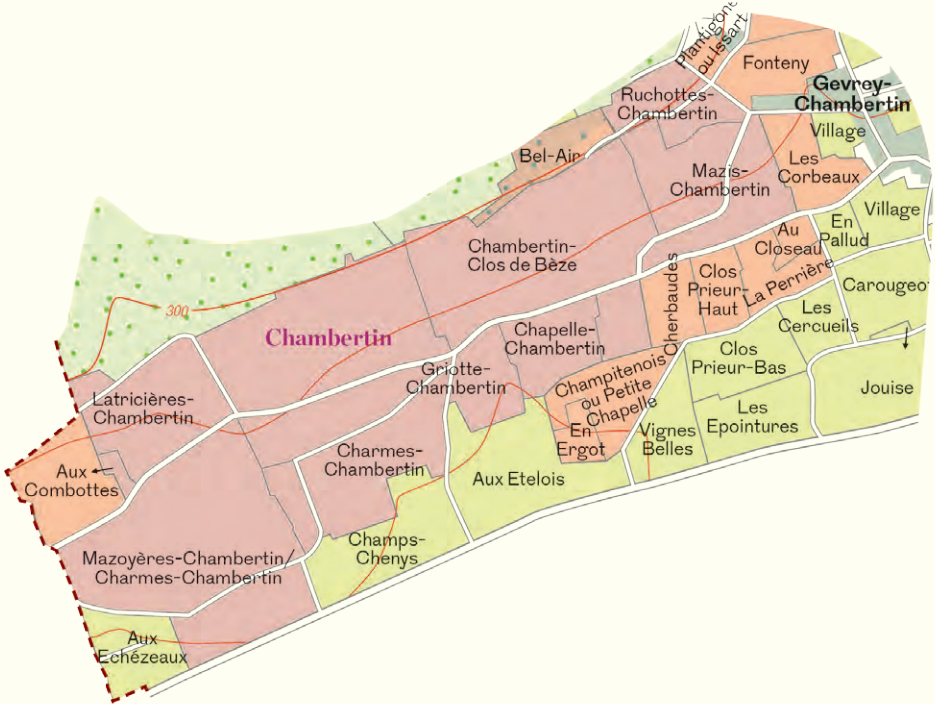 Plantigone
ou Issart
Fonteny
Gevrey-
Chambertin
Ruchottes-
Chambertin
Village
Bel-Air
Les
Corbeaux
Mazis-
Chambertin
Village
En
Pallud
Au
Closeau
Chambertin-
Clos de Bèze
Cherbaudes
Clos
Prieur-
Haut
La Perrière
Carougeot
300
Chambertin
Chapelle-
Chambertin
Les
Cercueils
Clos
Prieur-Bas
Griotte-
Chambertin
Champitenois
ou Petite
Chapelle
Jouise
Latricières-
Chambertin
Les
Epointures
En
Ergot
Vignes
Belles
Charmes-
Chambertin
Aux
Combottes
Aux Etelois
Champs-
Chenys
Mazoyères-Chambertin/
Charmes-Chambertin
Aux
Echézeaux